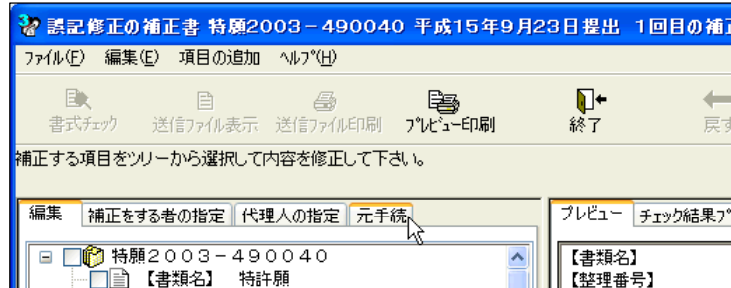 誤記修正の補正書 特願2003－490040 平成15年9月23日提出 1回目の補正
ファイル(F) 編集(E) 項目の追加 ヘルプ(H)
書式チェック 送信ファイル表示 送信ファイル印刷 プレビュー印刷 終了 戻す
補正する項目をツリーから選択して内容を修正して下さい。
編集 補正をする者の指定 代理人の指定 元手続 プレビュー チェック結果プ
特願２００３－４９００４０ 【書類名】
【書類名】 特許願 【整理番号】